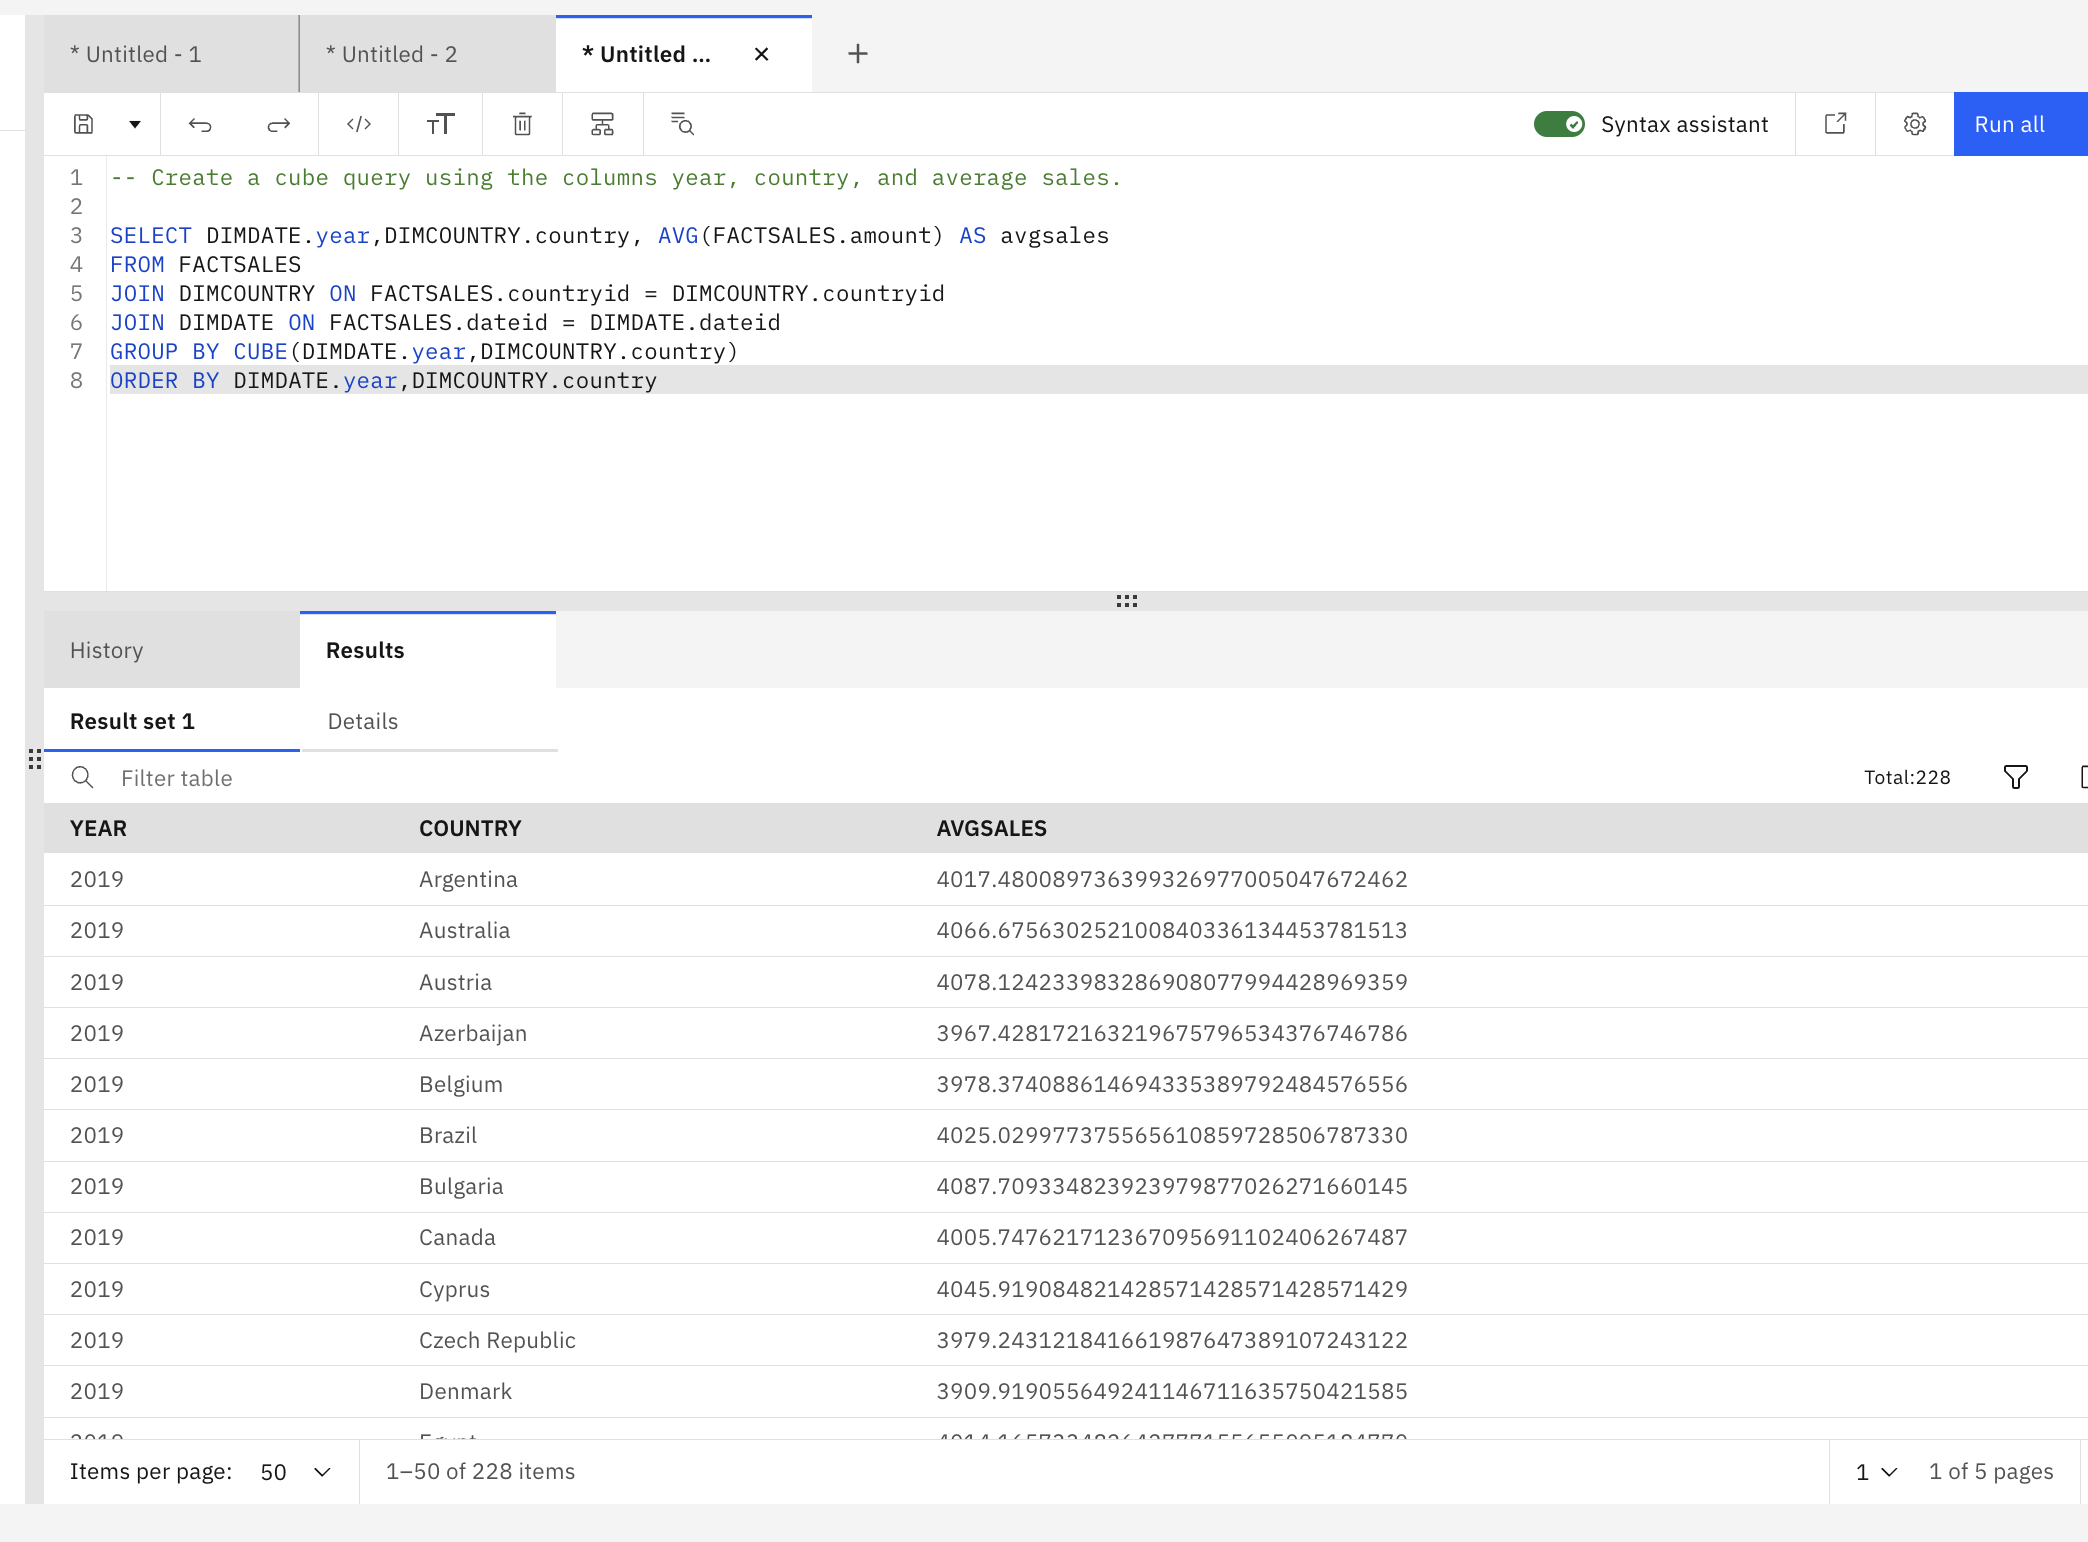 * Untitled - 1
* Untitled - 2
* Untitled ...
Syntax assistant
Run all
1 -- Create a cube query using the columns year, country, and average sales.
2
3 SELECT DIMDATE.year,DIMCOUNTRY.country, AVG(FACTSALES.amount) AS avgsales
4 FROM FACTSALES
5 JOIN DIMCOUNTRY ON FACTSALES.countryid = DIMCOUNTRY.countryid
6 JOIN DIMDATE ON FACTSALES.dateid = DIMDATE.dateid
7 GROUP BY CUBE(DIMDATE.year,DIMCOUNTRY.country)
8 ORDER BY DIMDATE.year,DIMCOUNTRY.country
History
Results
Result set 1
Details
Filter table
Total:228
YEAR COUNTRY AVGSALES
2019 Argentina 4017.480089736399326977005047672462
2019 Australia 4066.675630252100840336134453781513
2019 Austria 4078.124233983286908077994428969359
2019 Azerbaijan 3967.428172163219675796534376746786
2019 Belgium 3978.374088614694335389792484576556
2019 Brazil 4025.029977375565610859728506787330
2019 Bulgaria 4087.709334823923979877026271660145
2019 Canada 4005.747621712367095691102406267487
2019 Cyprus 4045.919084821428571428571428571429
2019 Czech Republic 3979.243121841661987647389107243122
2019 Denmark 3909.919055649241146711635750421585
2019 Egypt
Items per page: 50
1–50 of 228 items
1
1 of 5 pages